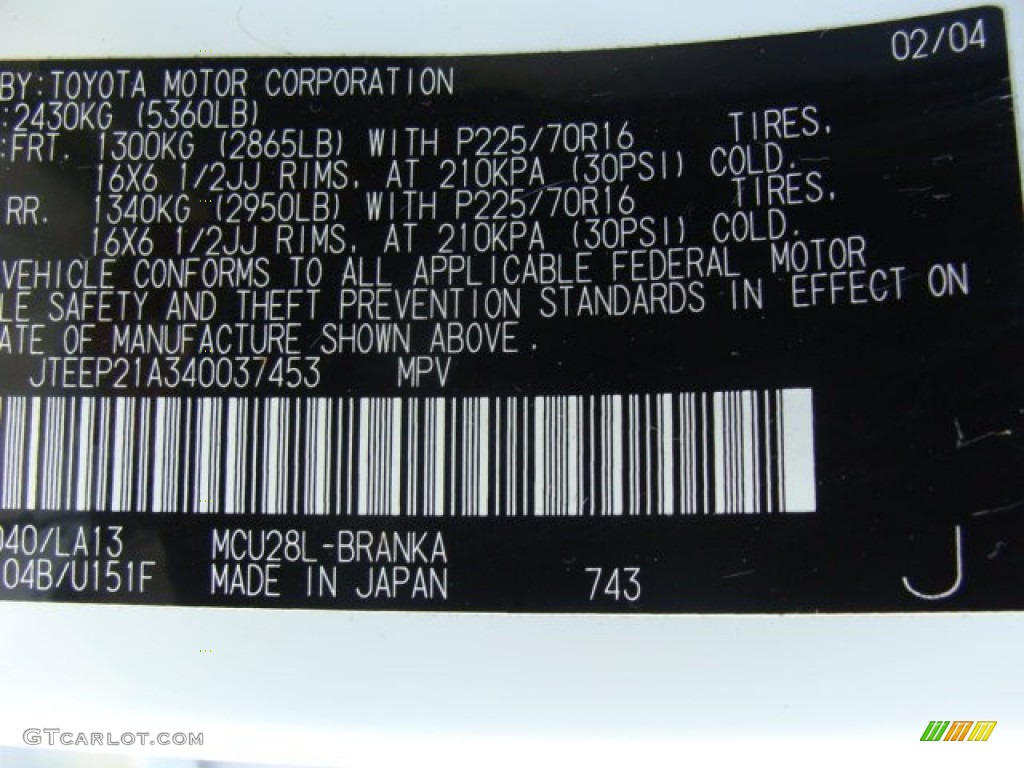 02/04
BY:TOYOTA MOTOR CORPORATION
:2430KG (5360LB)
:FRT. 1300KG (2865LB) WITH P225/70R16 TIRES,
16X6 1/2JJ RIMS, AT 210KPA (30PSI) COLD.
RR. 1340KG (2950LB) WITH P225/70R16 TIRES,
16X6 1/2JJ RIMS, AT 210KPA (30PSI) COLD.
VEHICLE CONFORMS TO ALL APPLICABLE FEDERAL MOTOR
LE SAFETY AND THEFT PREVENTION STANDARDS IN EFFECT ON
ATE OF MANUFACTURE SHOWN ABOVE.
JTEEP21A340037453 MPV
040/LA13 MCU28L-BRANKA
04B/U151F MADE IN JAPAN 743 J
GTCARLOT.COM